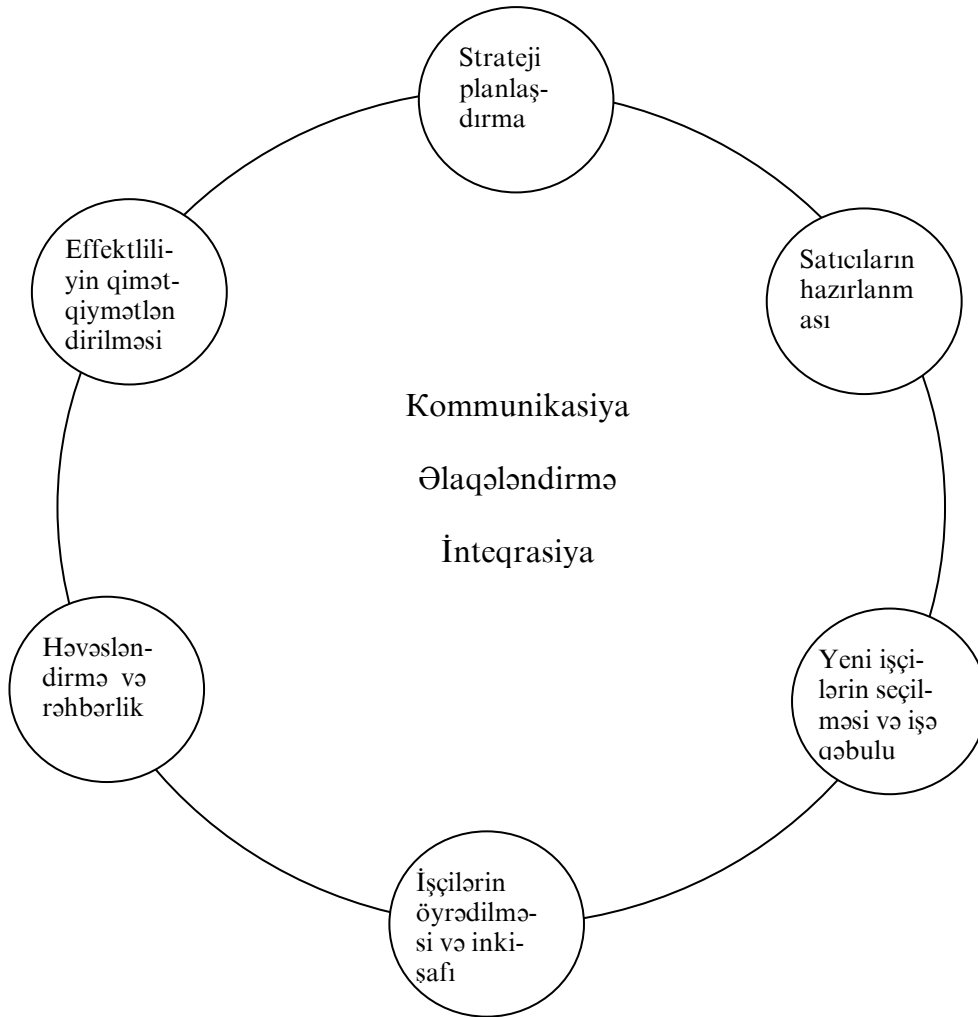 Strateji
planlaş-
dırma
Satıcıların
hazırlanm
ası
Yeni işçi-
lərin seçil-
məsi və işə
qəbulu
İşçilərin
öyrədilmə-
si və inki-
şafı
Həvəslən-
dirmə və
rəhbərlik
Effektlili-
yin qimət-
qiymətlən
dirilməsi
Kommunikasiya
Əlaqələndirmə
İnteqrasiya